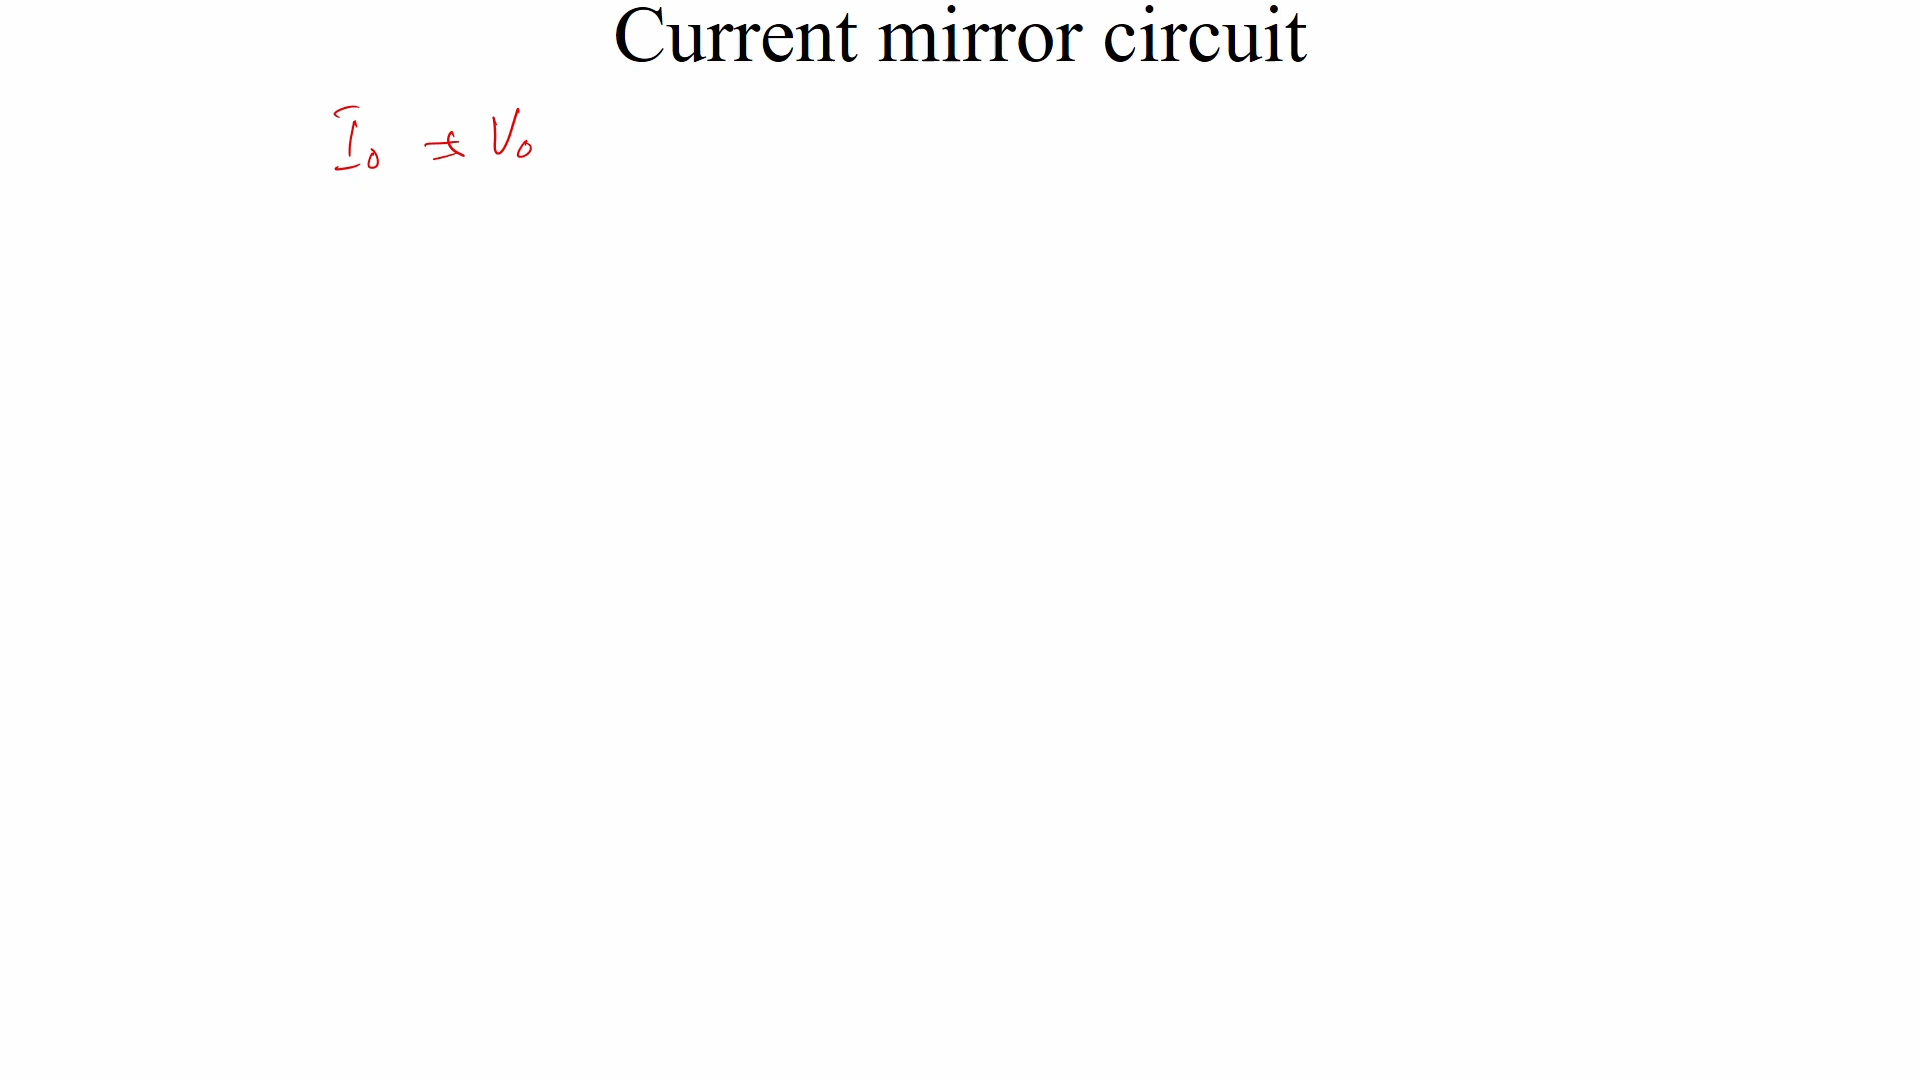 Current mirror circuit
I₀ ≠ V₀